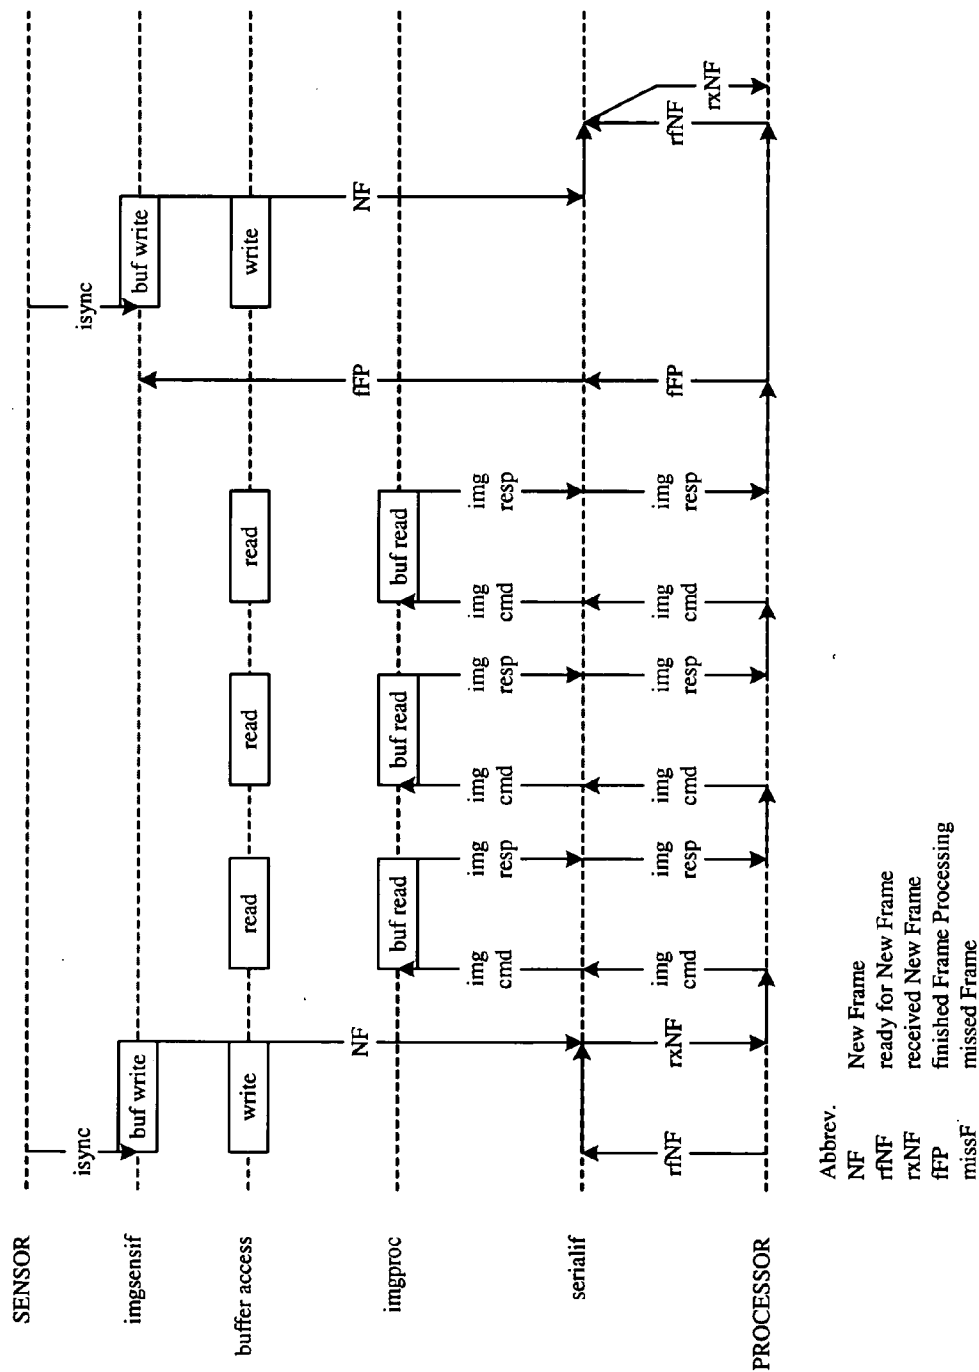 SENSOR
isync
isync
imgsensif
buf write
buf write
buffer access
write
read
read
read
write
NF
fFP
NF
imgproc
buf read
buf read
buf read
img
cmd
img
resp
img
cmd
img
resp
img
cmd
img
resp
serialif
rfNF
rxNF
img
cmd
img
resp
img
cmd
img
resp
img
cmd
img
resp
fFP
rfNF
rxNF
PROCESSOR
Abbrev.
NF New Frame
rfNF ready for New Frame
rxNF received New Frame
fFP finished Frame Processing
missF missed Frame